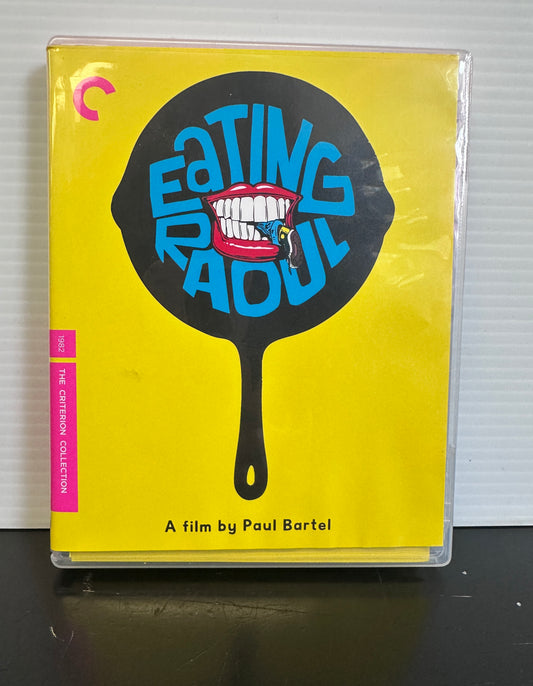 EaTING
RAOUL
1982
THE CRITERION COLLECTION
A film by Paul Bartel